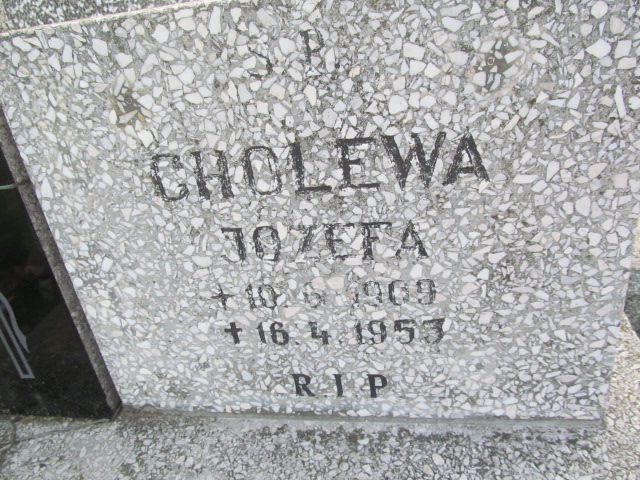 Ś. P.
CHOLEWA
JÓZEFA
+ 10. 6. 1909
+ 16. 4. 1953
R. I P